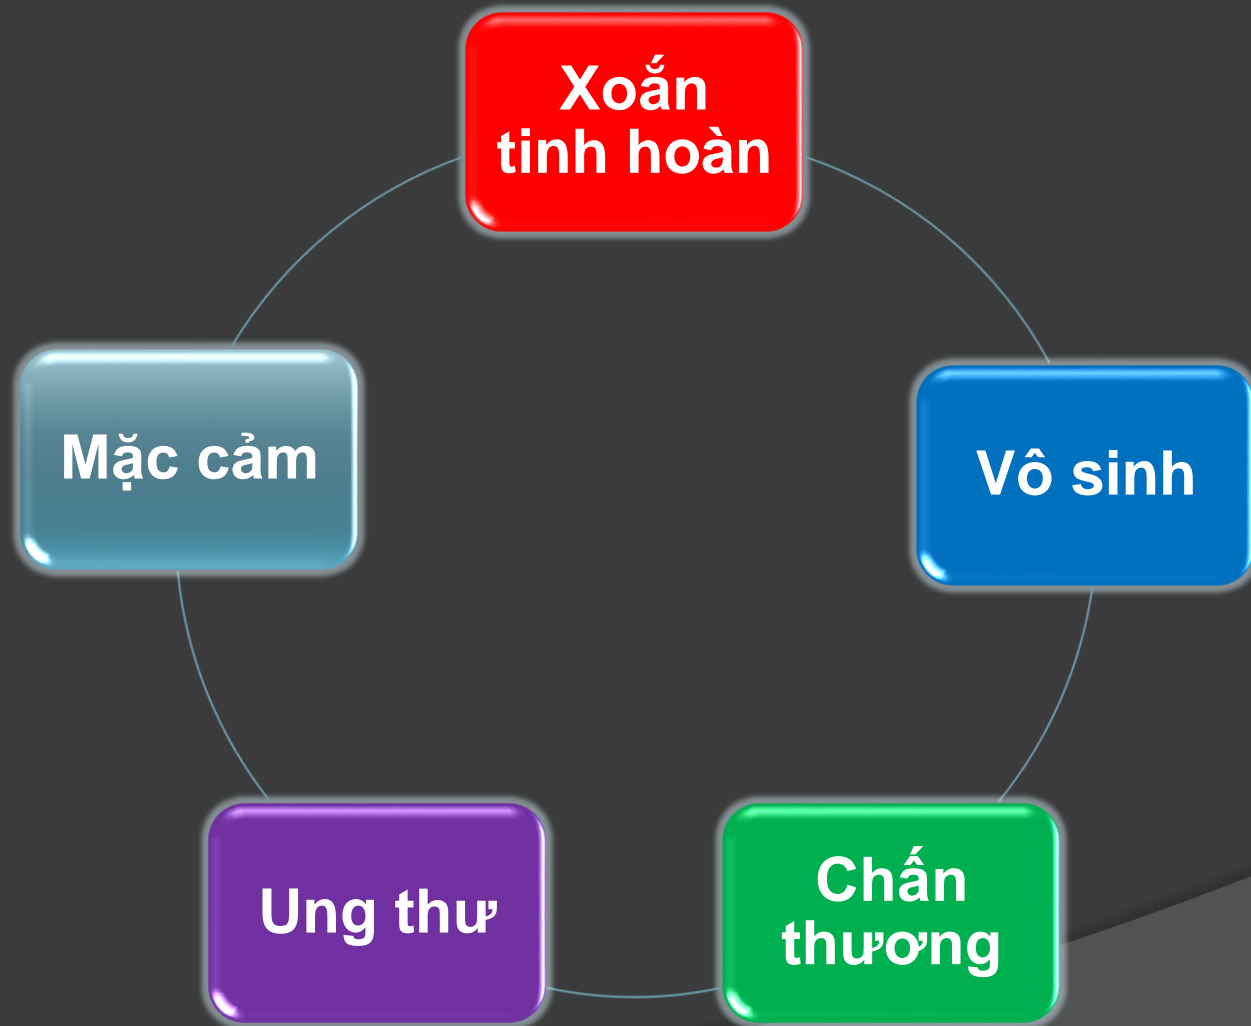 Xoắn
tinh hoàn
Mặc cảm
Vô sinh
Ung thư
Chấn
thương